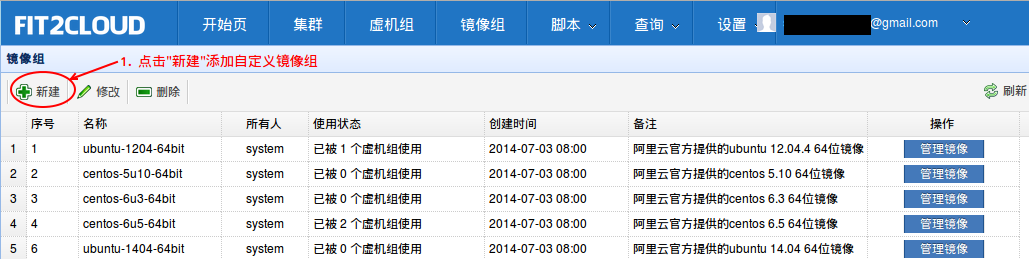 FIT2CLOUD 开始页 集群 虚机组 镜像组 脚本 查询 设置 @gmail.com
镜像组
1. 点击"新建"添加自定义镜像组
新建 修改 删除 刷新
序号 名称 所有人 使用状态 创建时间 备注 操作
1 1 ubuntu-1204-64bit system 已被 1 个虚机组使用 2014-07-03 08:00 阿里云官方提供的ubuntu 12.04.4 64位镜像 管理镜像
2 2 centos-5u10-64bit system 已被 0 个虚机组使用 2014-07-03 08:00 阿里云官方提供的centos 5.10 64位镜像 管理镜像
3 3 centos-6u3-64bit system 已被 0 个虚机组使用 2014-07-03 08:00 阿里云官方提供的centos 6.3 64位镜像 管理镜像
4 4 centos-6u5-64bit system 已被 2 个虚机组使用 2014-07-03 08:00 阿里云官方提供的centos 6.5 64位镜像 管理镜像
5 6 ubuntu-1404-64bit system 已被 0 个虚机组使用 2014-07-03 08:00 阿里云官方提供的ubuntu 14.04 64位镜像 管理镜像